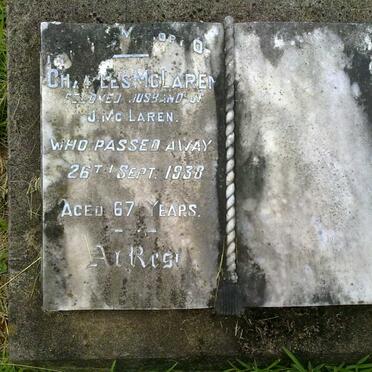 CHARLES McLAREN
BELOVED HUSBAND OF
J. McLAREN.
WHO PASSED AWAY
26TH SEPT. 1938
AGED 67 YEARS.
At Rest